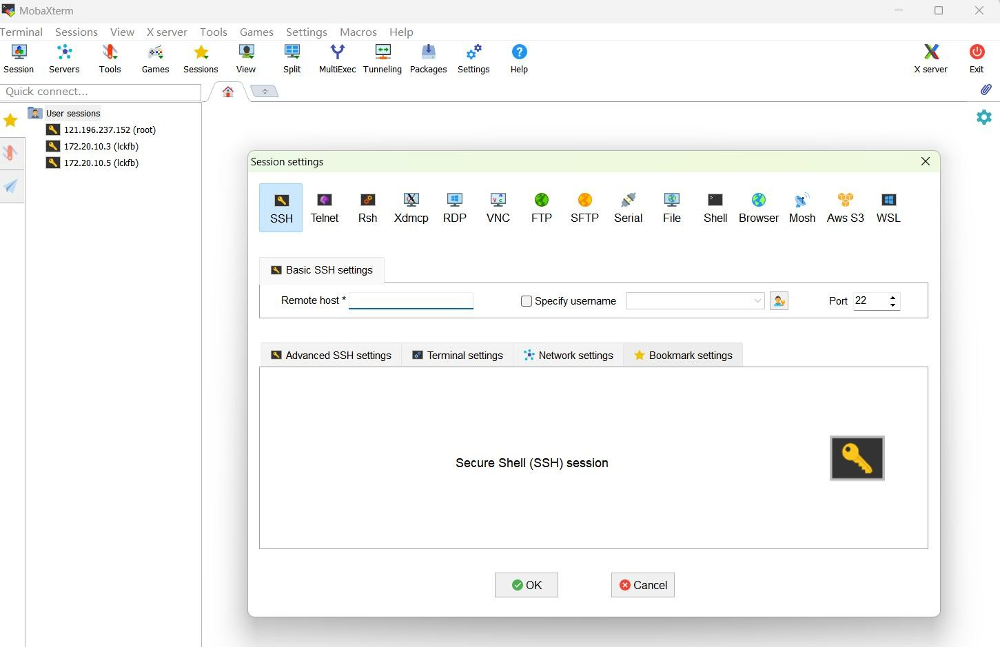 MobaXterm
Terminal Sessions View X server Tools Games Settings Macros Help
Session Servers Tools Games Sessions View Split MultiExec Tunneling Packages Settings Help X server Exit
Quick connect...
User sessions
121.196.237.152 (root)
172.20.10.3 (lckfb)
172.20.10.5 (lckfb)
Session settings
SSH Telnet Rsh Xdmcp RDP VNC FTP SFTP Serial File Shell Browser Mosh Aws S3 WSL
Basic SSH settings
Remote host * Specify username Port 22
Advanced SSH settings Terminal settings Network settings Bookmark settings
Secure Shell (SSH) session
OK Cancel